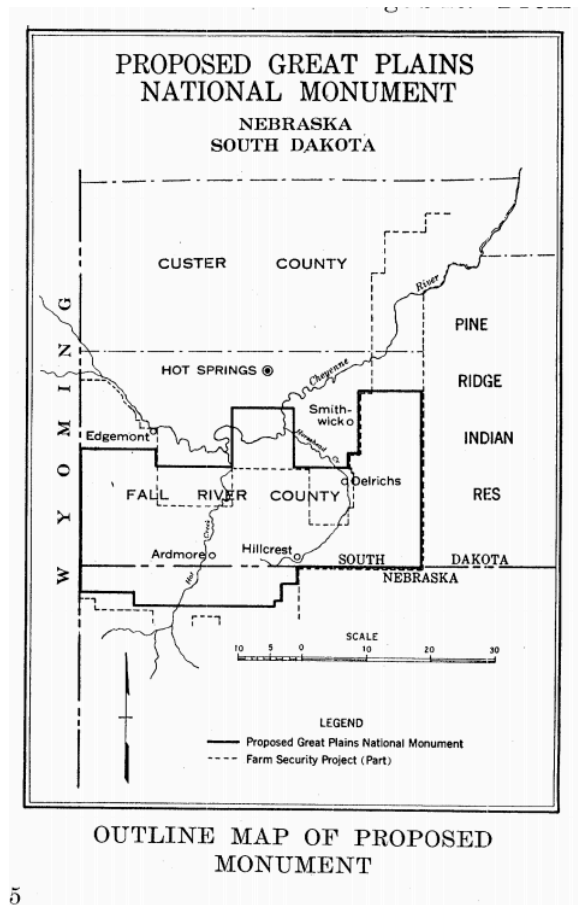 PROPOSED GREAT PLAINS
NATIONAL MONUMENT
NEBRASKA
SOUTH DAKOTA
CUSTER COUNTY
River
PINE
Cheyenne
HOT SPRINGS
RIDGE
WYOMING
Smith-
wick
Horsehead
Edgemont
INDIAN
Oelrichs
FALL RIVER COUNTY
RES
Creek
Ardmore
Hillcrest
SOUTH DAKOTA
Hat
NEBRASKA
SCALE
10 5 0 10 20 30
LEGEND
Proposed Great Plains National Monument
Farm Security Project (Part)
OUTLINE MAP OF PROPOSED
MONUMENT
5